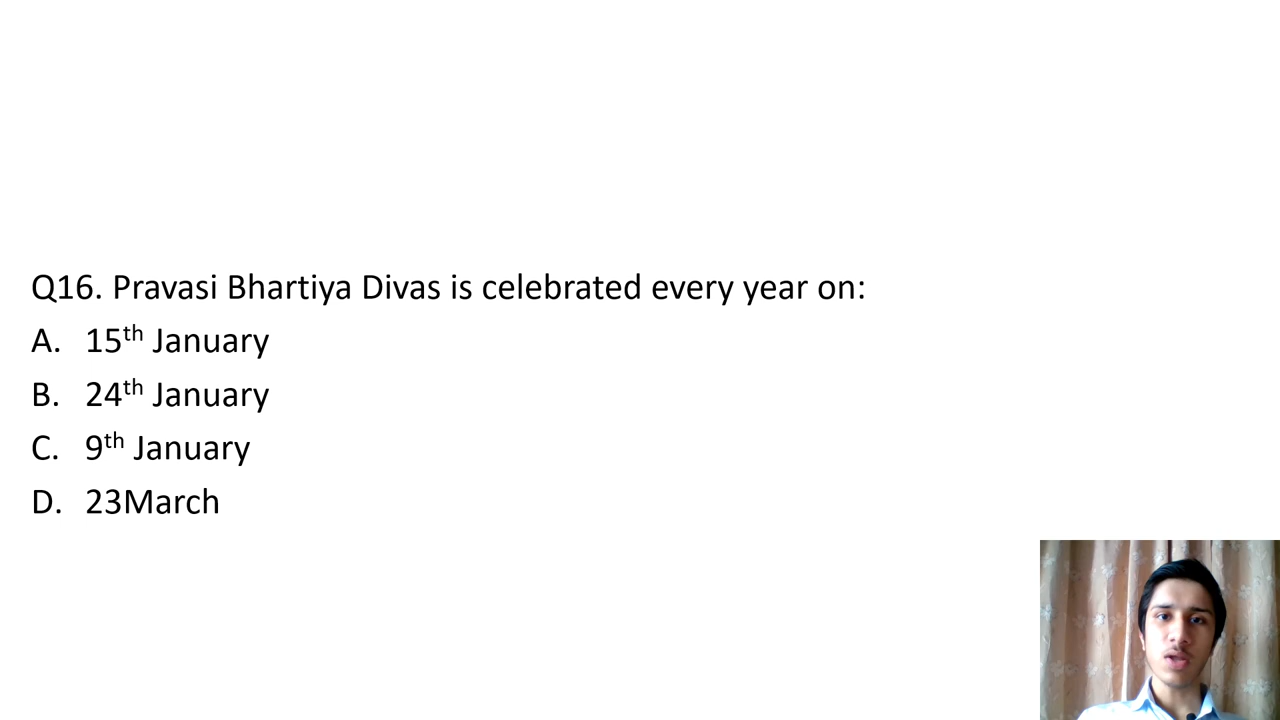 Q16. Pravasi Bhartiya Divas is celebrated every year on:
A. 15th January
B. 24th January
C. 9th January
D. 23March